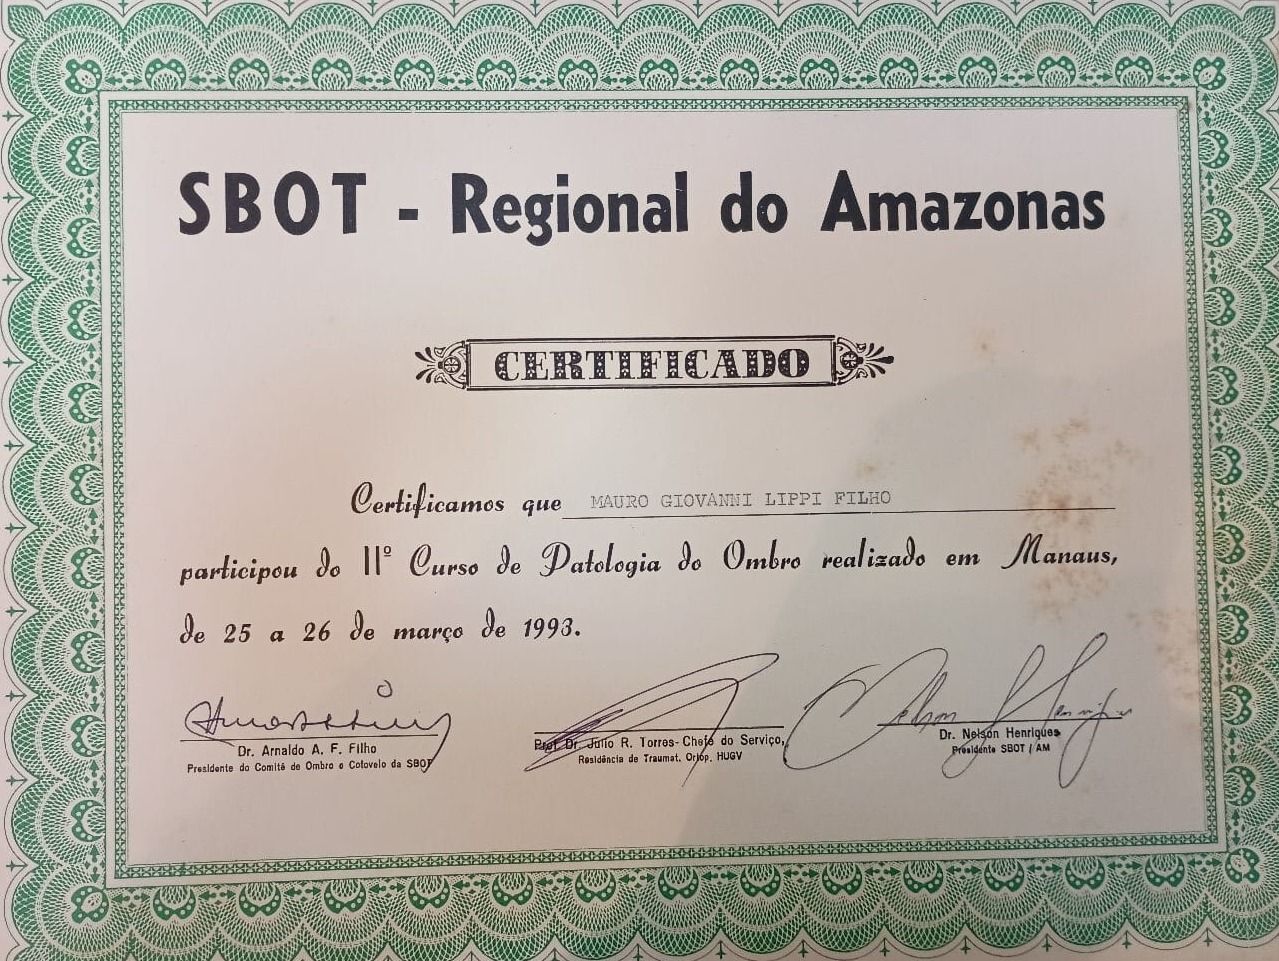 SBOT - Regional do Amazonas
CERTIFICADO
Certificamos que MAURO GIOVANNI LIPPI FILHO
participou do IIº Curso de Patologia do Ombro realizado em Manaus,
de 25 a 26 de março de 1993.
Dr. Arnaldo A. F. Filho
Presidente do Comitê de Ombro e Cotovelo da SBOT
Prof. Dr. Julio R. Torres - Chefe do Serviço,
Residência de Traumat. Ortop. HUGV
Nelson Henriques
Dr. Nelson Henriques
Presidente SBOT / AM